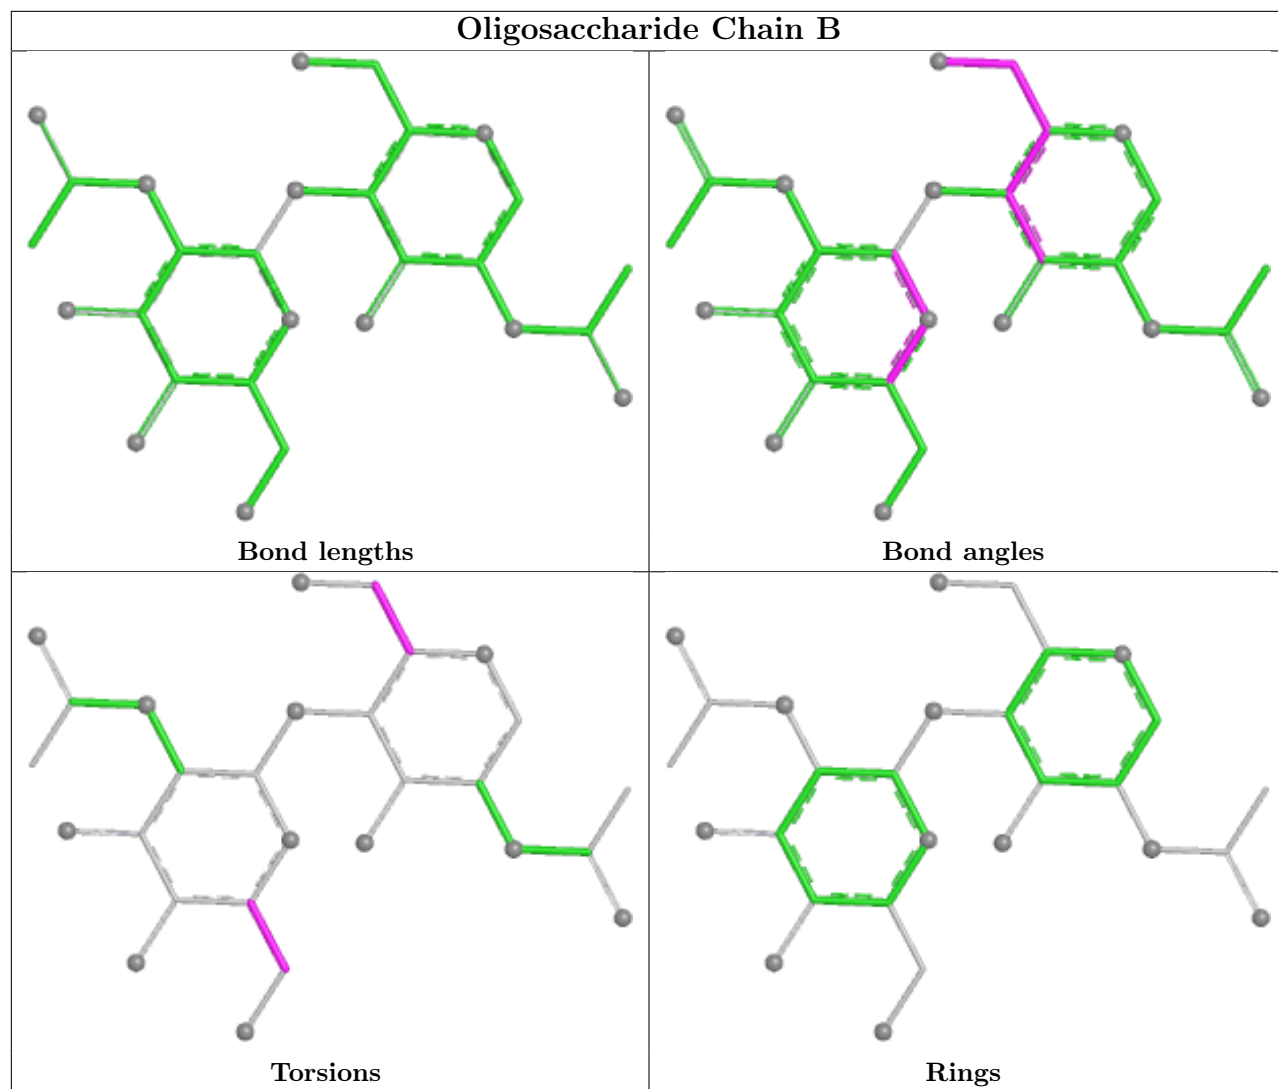 Oligosaccharide Chain B
Bond lengths
Bond angles
Torsions
Rings